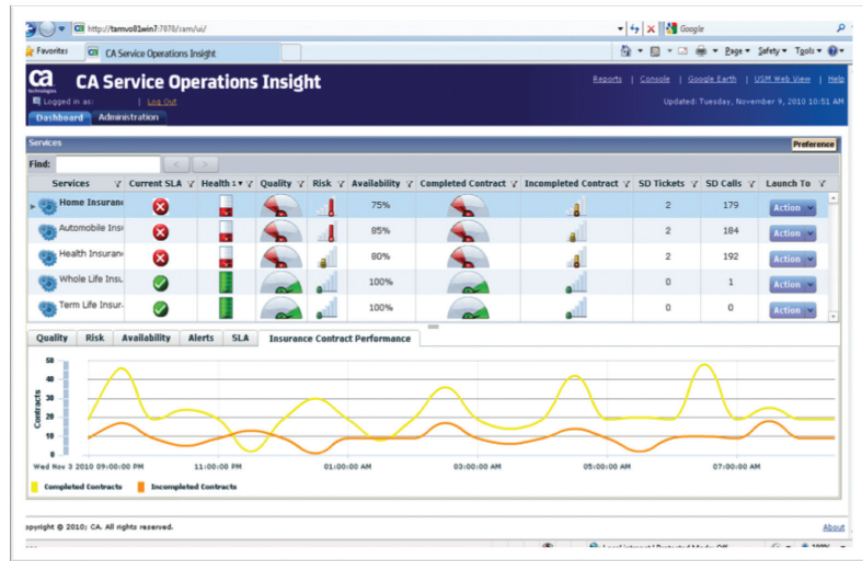 http://tamvo01win7:7070/sam/ui/
Google
Favorites
CA Service Operations Insight
Page
Safety
Tools
ca
technologies
CA Service Operations Insight
Reports | Console | Google Earth | USM Web View | Help
Logged in as: | Log Out
Updated: Tuesday, November 9, 2010 10:51 AM
Dashboard Administration
Services
Preference
Find: < >
Services Current SLA Health Quality Risk Availability Completed Contract Incompleted Contract SD Tickets SD Calls Launch To
Home Insuran 75% 2 179 Action
Automobile Ins 85% 2 184 Action
Health Insuran 80% 2 192 Action
Whole Life Insu 100% 0 1 Action
Term Life Insur 100% 0 0 Action
Quality Risk Availability Alerts SLA Insurance Contract Performance
Contracts
50
40
30
20
10
0
Wed Nov 3 2010 09:00:00 PM 11:00:00 PM 01:00:00 AM 03:00:00 AM 05:00:00 AM 07:00:00 AM
Completed Contracts Incompleted Contracts
opyright © 2010; CA. All rights reserved.
About